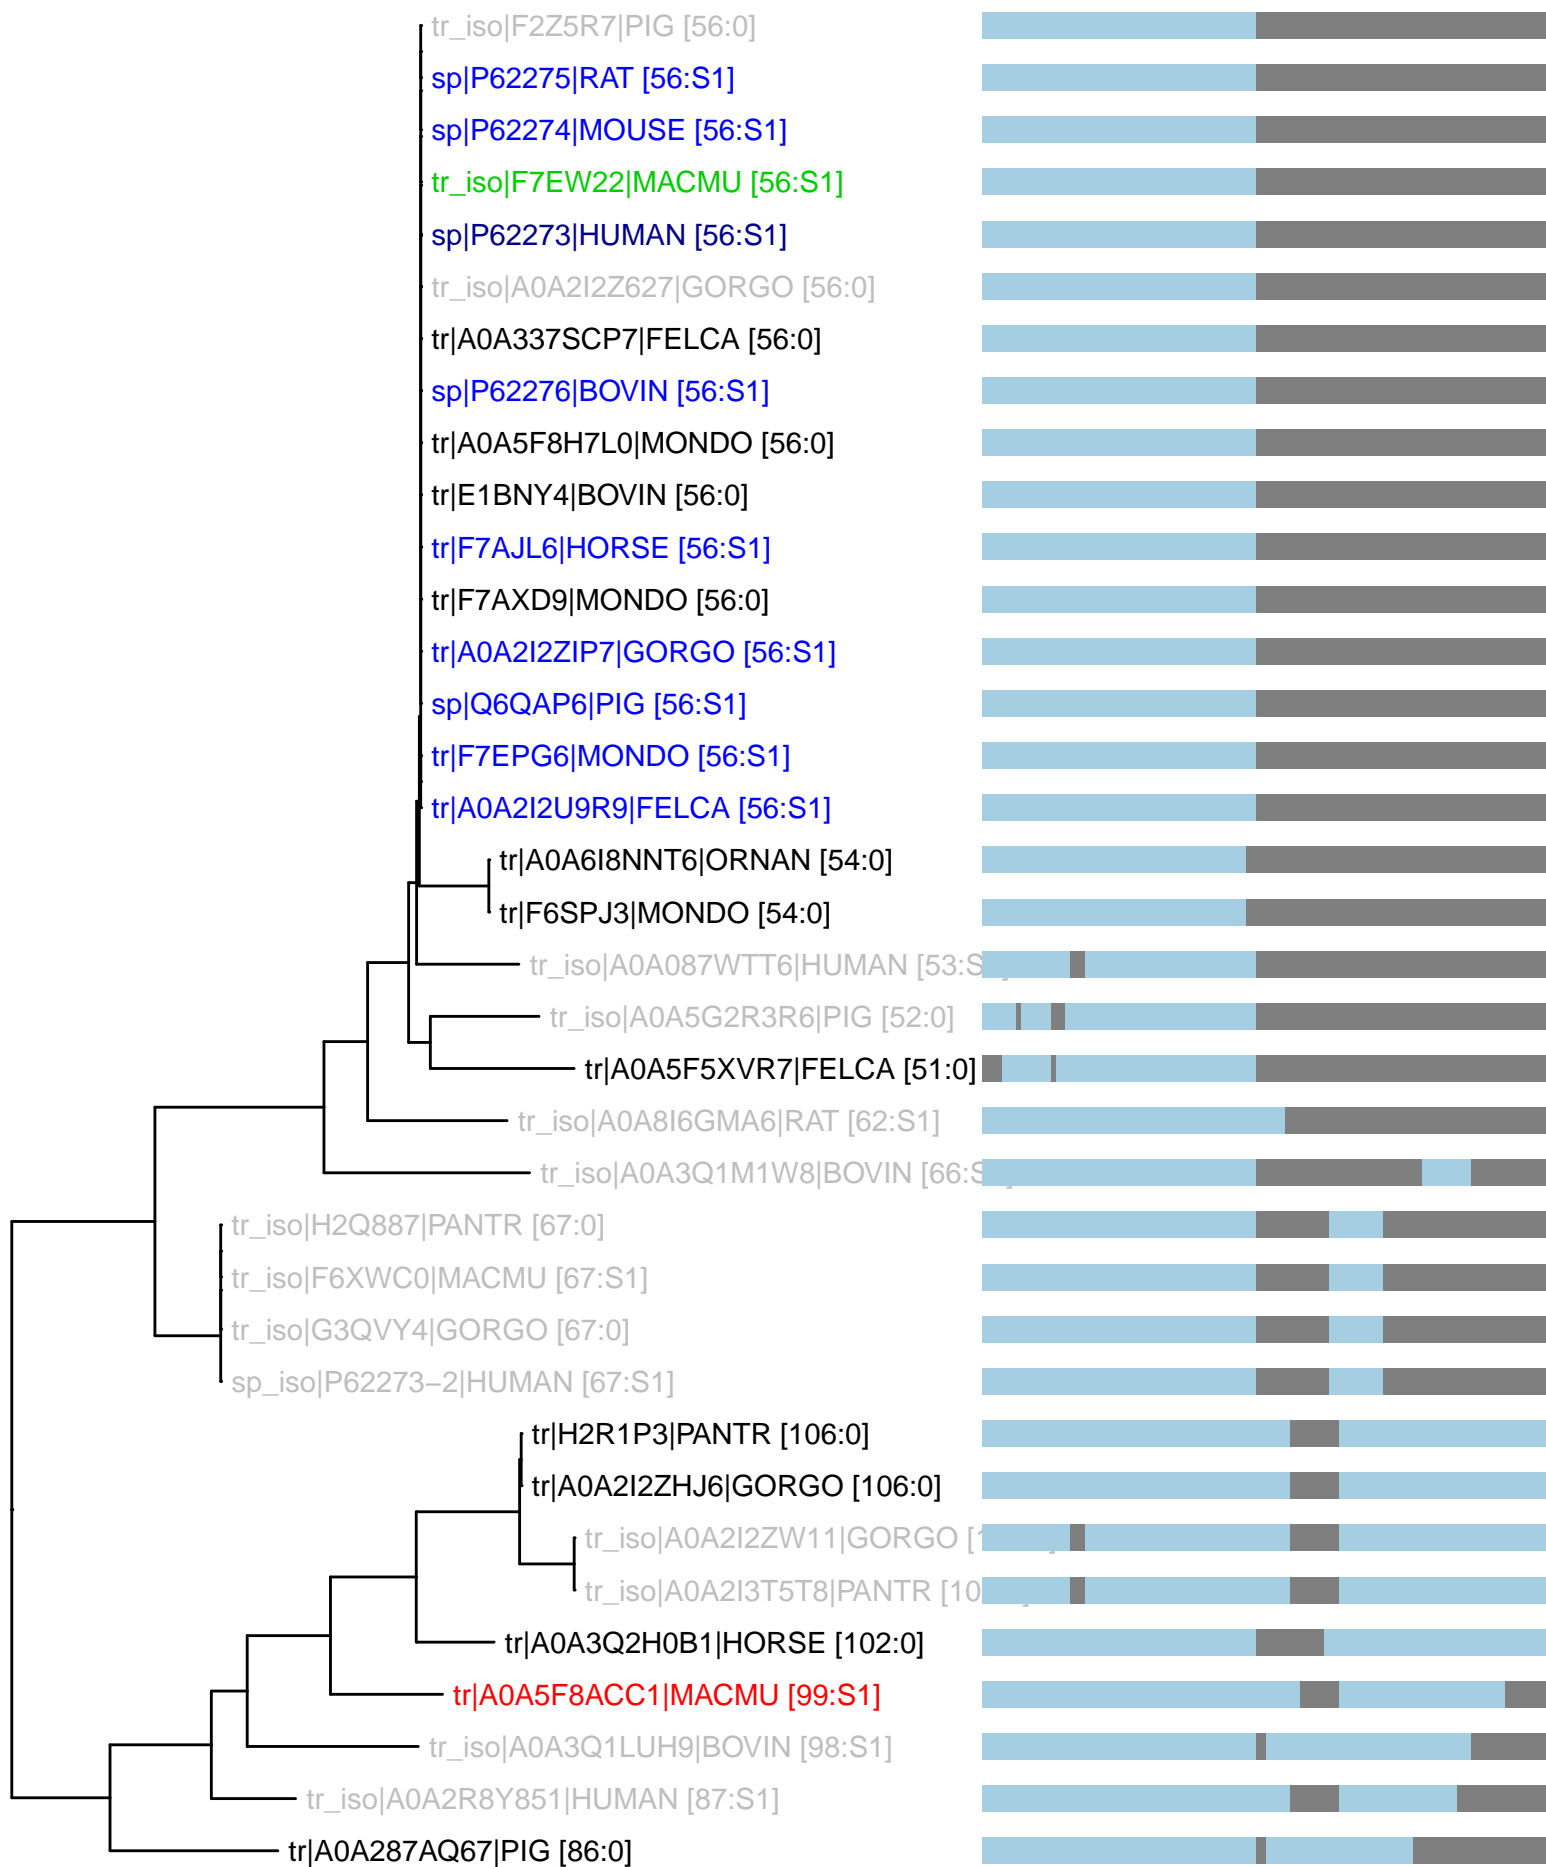 tr_iso|F2Z5R7|PIG [56:0]
sp|P62275|RAT [56:S1]
sp|P62274|MOUSE [56:S1]
tr_iso|F7EW22|MACMU [56:S1]
sp|P62273|HUMAN [56:S1]
tr_iso|A0A2I2Z627|GORGO [56:0]
tr|A0A337SCP7|FELCA [56:0]
sp|P62276|BOVIN [56:S1]
tr|A0A5F8H7L0|MONDO [56:0]
tr|E1BNY4|BOVIN [56:0]
tr|F7AJL6|HORSE [56:S1]
tr|F7AXD9|MONDO [56:0]
tr|A0A2I2ZIP7|GORGO [56:S1]
sp|Q6QAP6|PIG [56:S1]
tr|F7EPG6|MONDO [56:S1]
tr|A0A2I2U9R9|FELCA [56:S1]
tr|A0A6I8NNT6|ORNAN [54:0]
tr|F6SPJ3|MONDO [54:0]
tr_iso|A0A087WTT6|HUMAN [53:S
tr_iso|A0A5G2R3R6|PIG [52:0]
tr|A0A5F5XVR7|FELCA [51:0]
tr_iso|A0A8I6GMA6|RAT [62:S1]
tr_iso|A0A3Q1M1W8|BOVIN [66:S
tr_iso|H2Q887|PANTR [67:0]
tr_iso|F6XWC0|MACMU [67:S1]
tr_iso|G3QVY4|GORGO [67:0]
sp_iso|P62273−2|HUMAN [67:S1]
tr|H2R1P3|PANTR [106:0]
tr|A0A2I2ZHJ6|GORGO [106:0]
tr_iso|A0A2I2ZW11|GORGO
tr_iso|A0A2I3T5T8|PANTR [10
tr|A0A3Q2H0B1|HORSE [102:0]
tr|A0A5F8ACC1|MACMU [99:S1]
tr_iso|A0A3Q1LUH9|BOVIN [98:S1]
tr_iso|A0A2R8Y851|HUMAN [87:S1]
tr|A0A287AQ67|PIG [86:0]